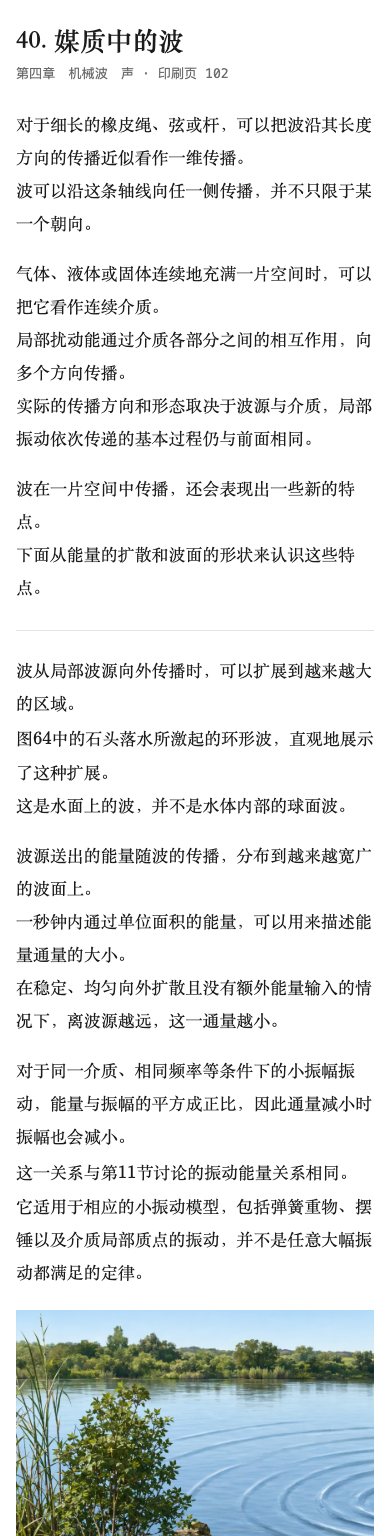 40. 媒质中的波
第四章　机械波　声 · 印刷页 102
对于细长的橡皮绳、弦或杆，可以把波沿其长度
方向的传播近似看作一维传播。
波可以沿这条轴线向任一侧传播，并不只限于某
一个朝向。
气体、液体或固体连续地充满一片空间时，可以
把它看作连续介质。
局部扰动能通过介质各部分之间的相互作用，向
多个方向传播。
实际的传播方向和形态取决于波源与介质，局部
振动依次传递的基本过程仍与前面相同。
波在一片空间中传播，还会表现出一些新的特
点。
下面从能量的扩散和波面的形状来认识这些特
点。
波从局部波源向外传播时，可以扩展到越来越大
的区域。
图64中的石头落水所激起的环形波，直观地展示
了这种扩展。
这是水面上的波，并不是水体内部的球面波。
波源送出的能量随波的传播，分布到越来越宽广
的波面上。
一秒钟内通过单位面积的能量，可以用来描述能
量通量的大小。
在稳定、均匀向外扩散且没有额外能量输入的情
况下，离波源越远，这一通量越小。
对于同一介质、相同频率等条件下的小振幅振
动，能量与振幅的平方成正比，因此通量减小时
振幅也会减小。
这一关系与第11节讨论的振动能量关系相同。
它适用于相应的小振动模型，包括弹簧重物、摆
锤以及介质局部质点的振动，并不是任意大幅振
动都满足的定律。